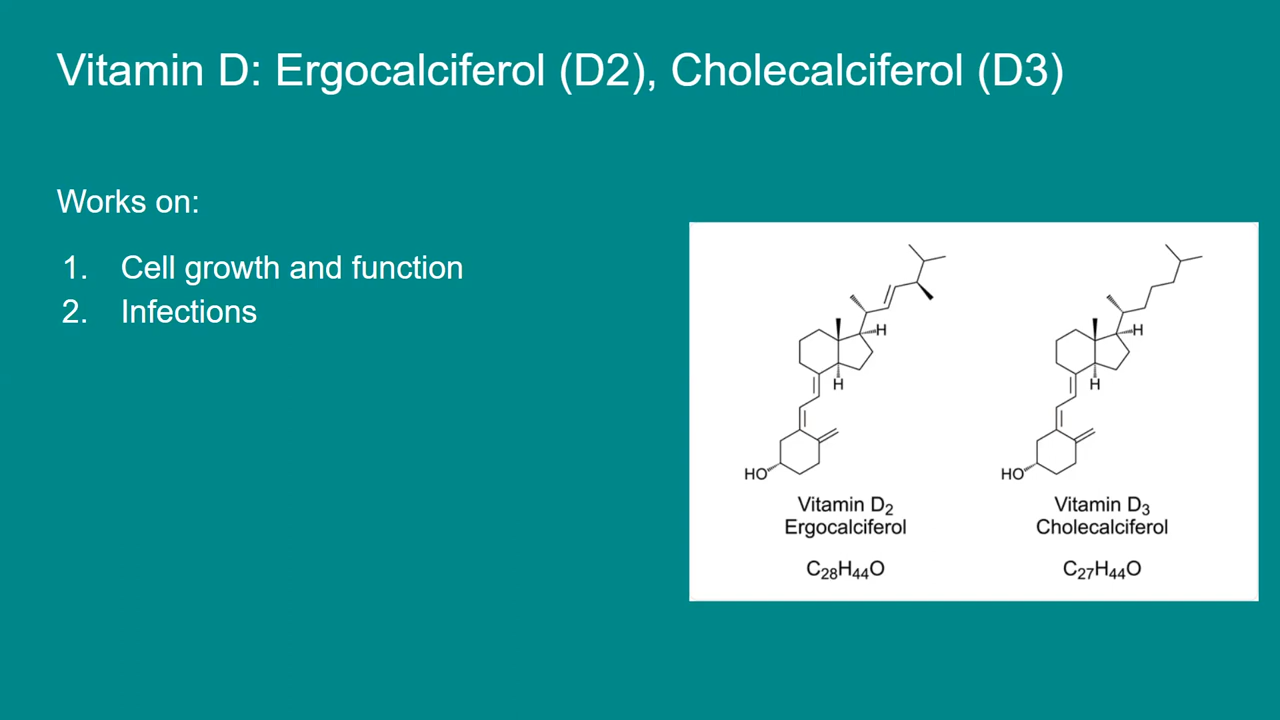 Vitamin D: Ergocalciferol (D2), Cholecalciferol (D3)
Works on:
1. Cell growth and function
2. Infections
H
H
HO
Vitamin D₂
Ergocalciferol
C₂₈H₄₄O
H
H
HO
Vitamin D₃
Cholecalciferol
C₂₇H₄₄O